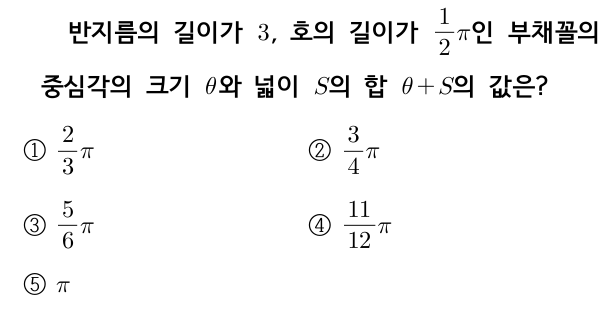 반지름의 길이가 3, 호의 길이가 $\frac{1}{2}\pi$인 부채꼴의
중심각의 크기 $\theta$와 넓이 $S$의 합 $\theta+S$의 값은?
① $\frac{2}{3}\pi$ ② $\frac{3}{4}\pi$
③ $\frac{5}{6}\pi$ ④ $\frac{11}{12}\pi$
⑤ $\pi$